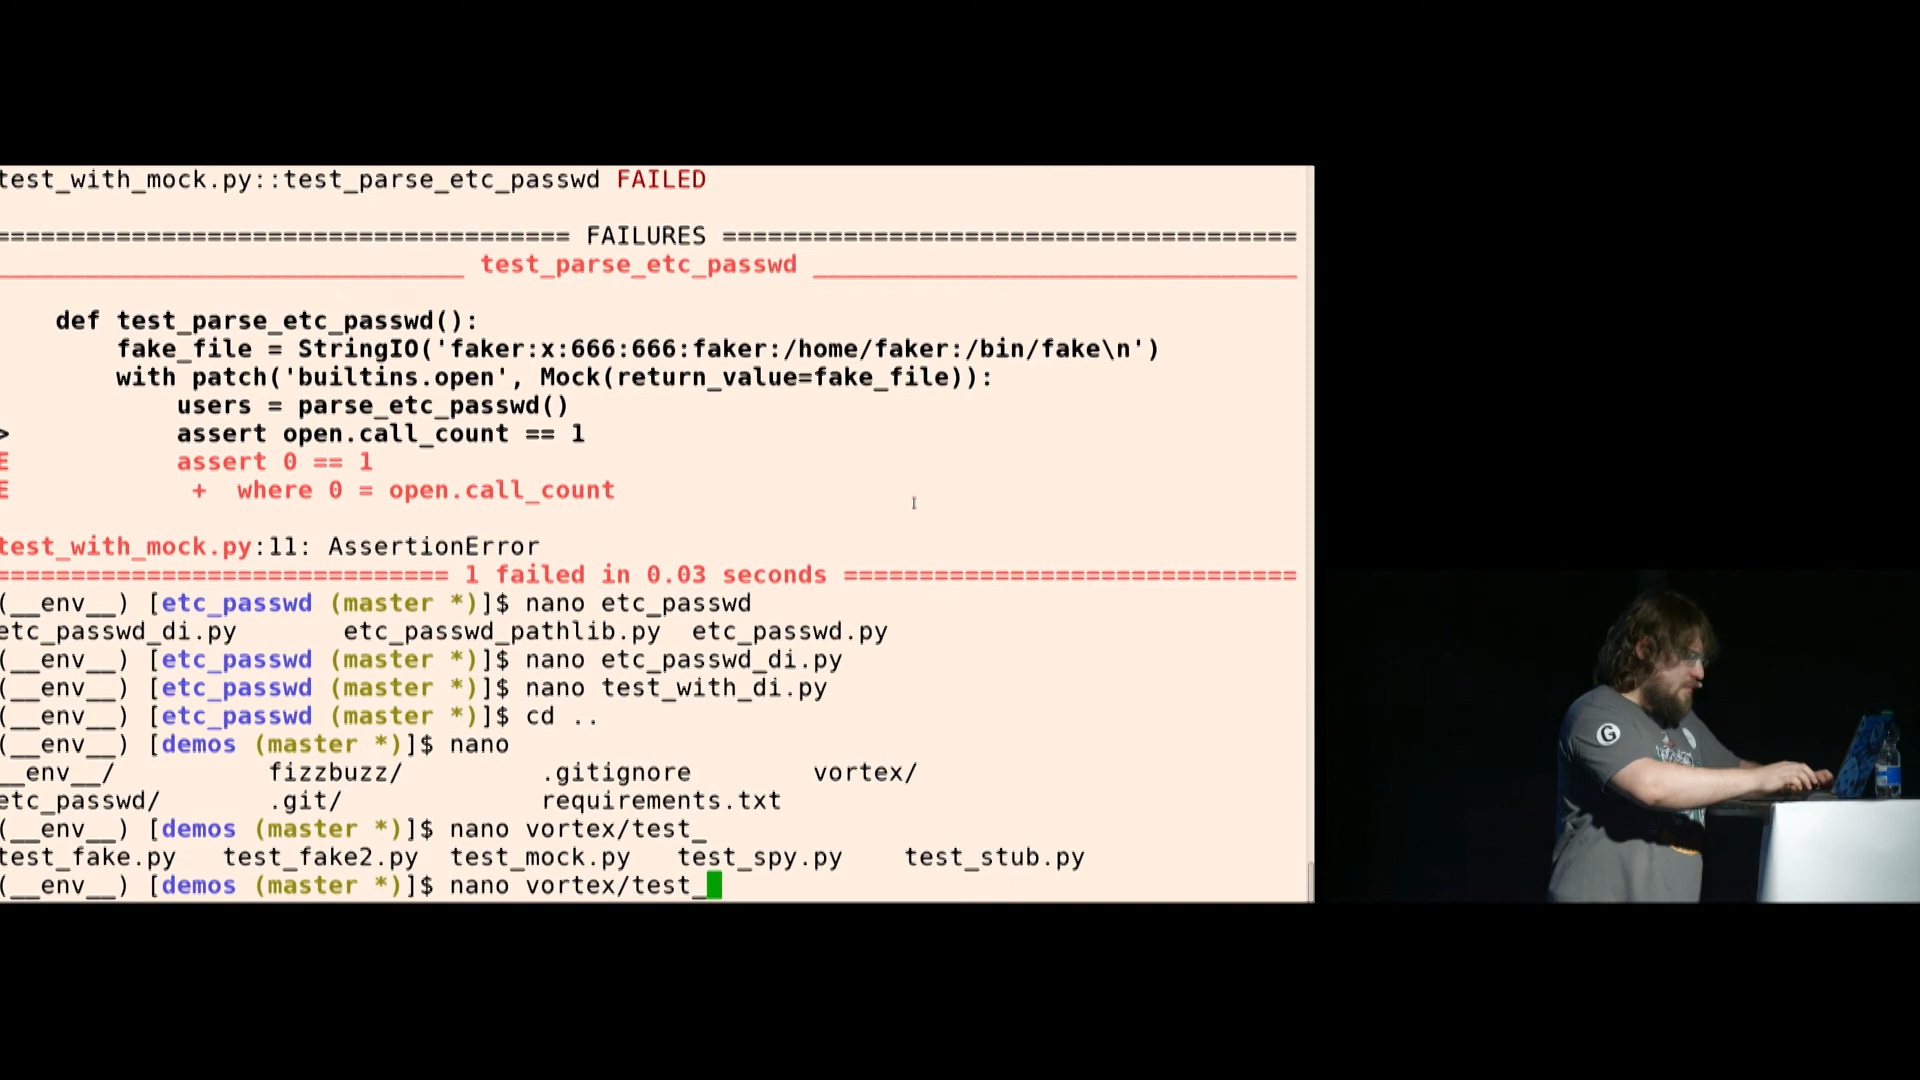 test_with_mock.py::test_parse_etc_passwd FAILED
===================================== FAILURES ======================================
_______________________________ test_parse_etc_passwd ________________________________
def test_parse_etc_passwd():
fake_file = StringIO('faker:x:666:666:faker:/home/faker:/bin/fake\n')
with patch('builtins.open', Mock(return_value=fake_file)):
users = parse_etc_passwd()
> assert open.call_count == 1
E assert 0 == 1
E + where 0 = open.call_count
test_with_mock.py:11: AssertionError
============================== 1 failed in 0.03 seconds ==============================
(__env__) [etc_passwd (master *)]$ nano etc_passwd
etc_passwd_di.py etc_passwd_pathlib.py etc_passwd.py
(__env__) [etc_passwd (master *)]$ nano etc_passwd_di.py
(__env__) [etc_passwd (master *)]$ nano test_with_di.py
(__env__) [etc_passwd (master *)]$ cd ..
(__env__) [demos (master *)]$ nano
__env__/ fizzbuzz/ .gitignore vortex/
etc_passwd/ .git/ requirements.txt
(__env__) [demos (master *)]$ nano vortex/test_
test_fake.py test_fake2.py test_mock.py test_spy.py test_stub.py
(__env__) [demos (master *)]$ nano vortex/test_
G